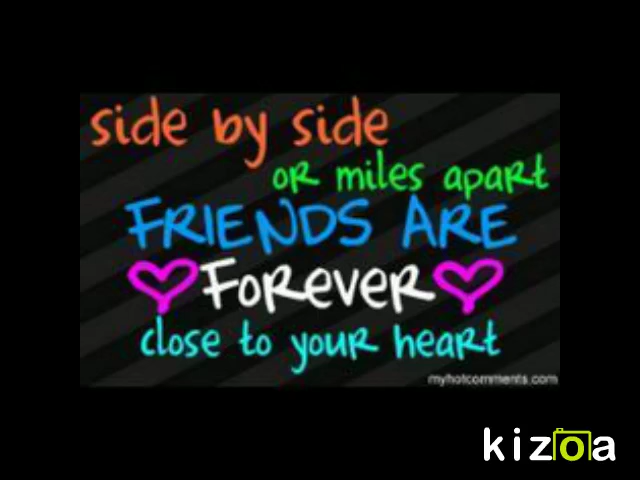 side by side
or miles apart
FRIENDS ARE
Forever
close to your heart
myhotcomments.com
kizoa